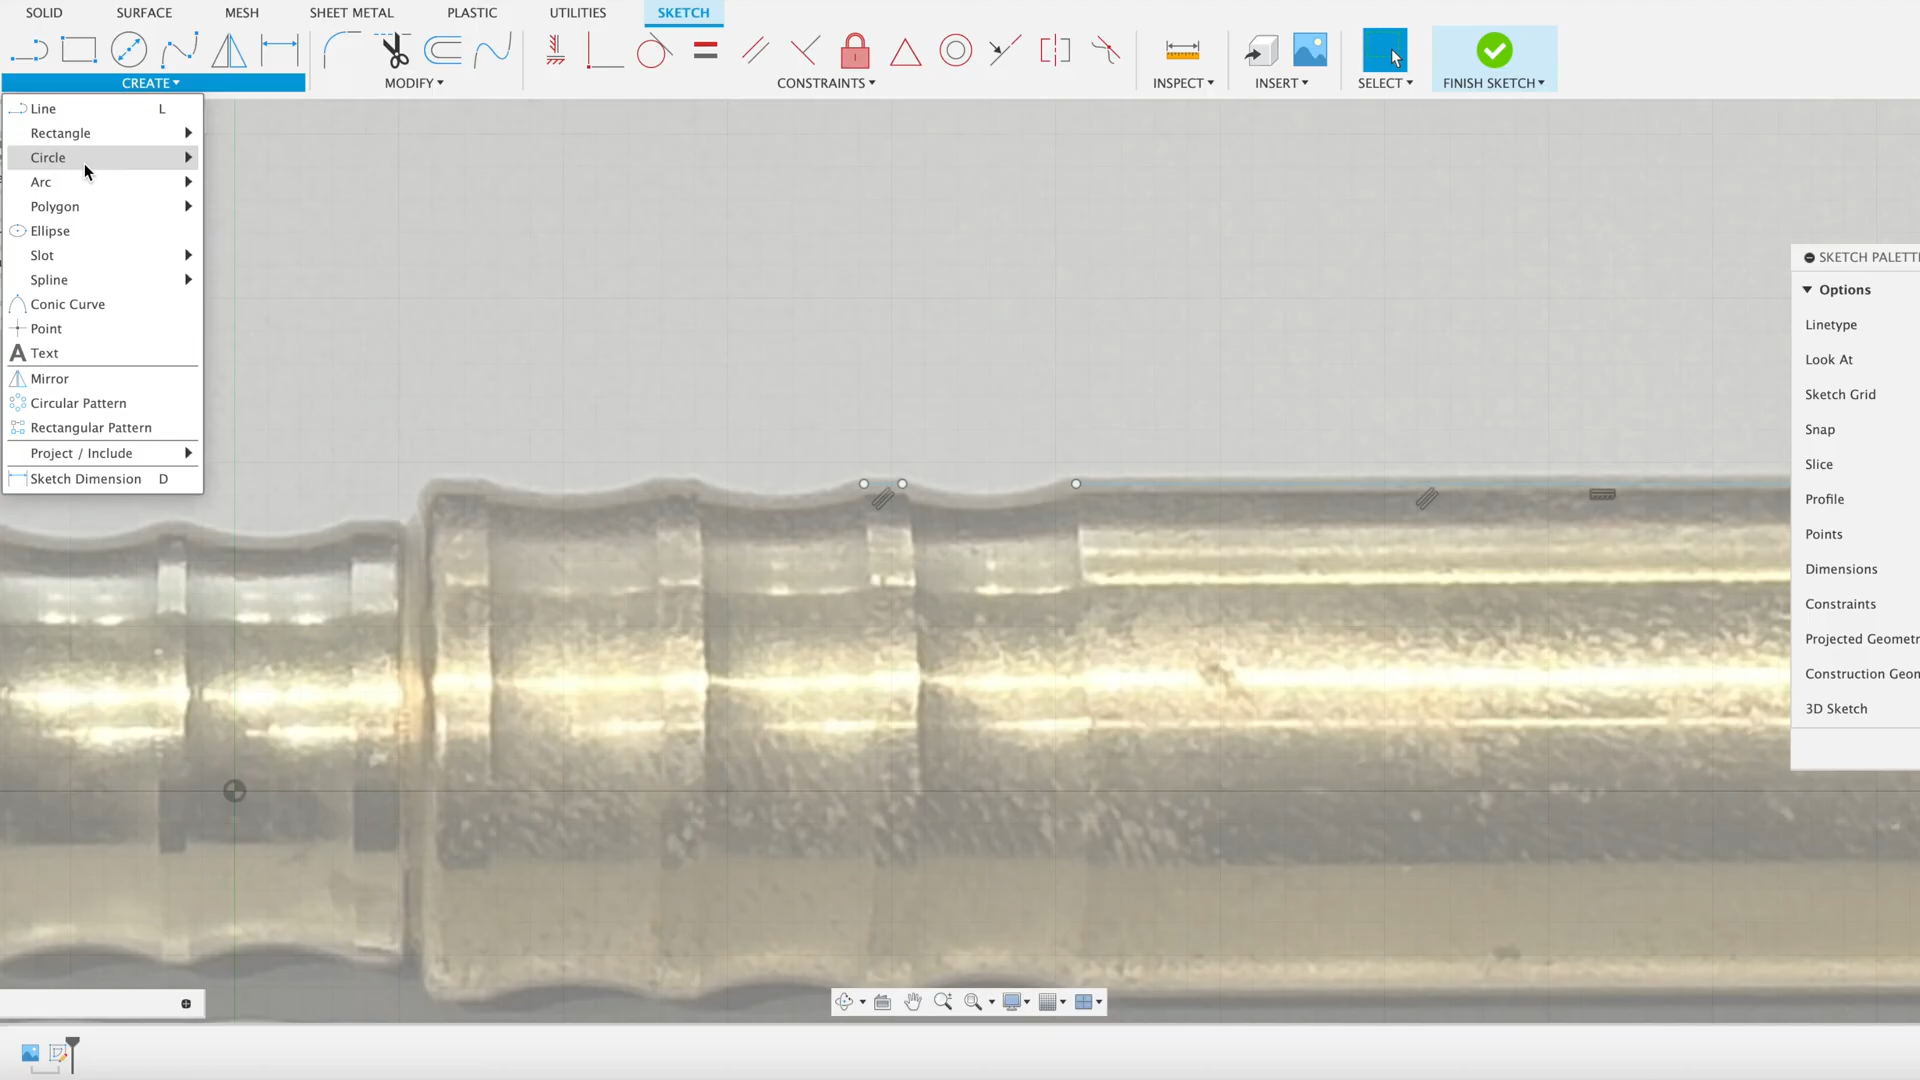 SOLID SURFACE MESH SHEET METAL PLASTIC UTILITIES SKETCH
CREATE MODIFY CONSTRAINTS INSPECT INSERT SELECT FINISH SKETCH
Line L
Rectangle
Circle
Arc
Polygon
Ellipse
Slot
Spline
Conic Curve
Point
Text
Mirror
Circular Pattern
Rectangular Pattern
Project / Include
Sketch Dimension D
SKETCH PALETT
Options
Linetype
Look At
Sketch Grid
Snap
Slice
Profile
Points
Dimensions
Constraints
Projected Geometr
Construction Geon
3D Sketch